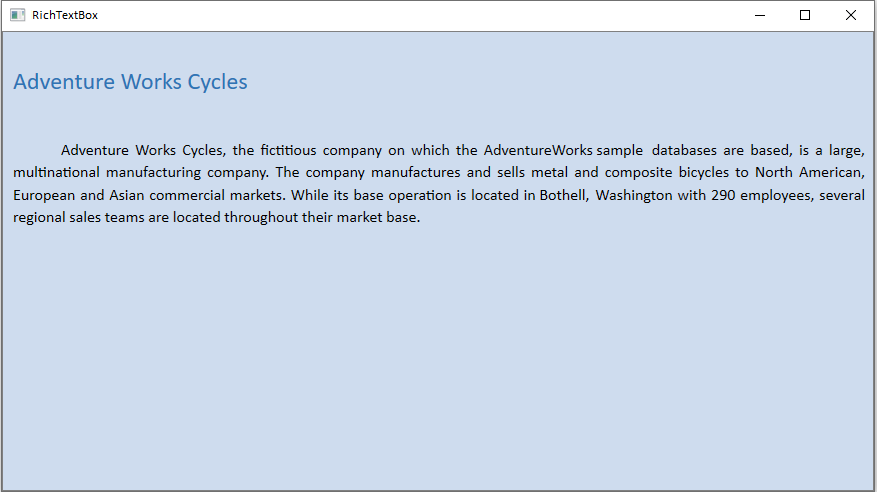 RichTextBox
Adventure Works Cycles
Adventure Works Cycles, the fictitious company on which the AdventureWorks sample databases are based, is a large,
multinational manufacturing company. The company manufactures and sells metal and composite bicycles to North American,
European and Asian commercial markets. While its base operation is located in Bothell, Washington with 290 employees, several
regional sales teams are located throughout their market base.